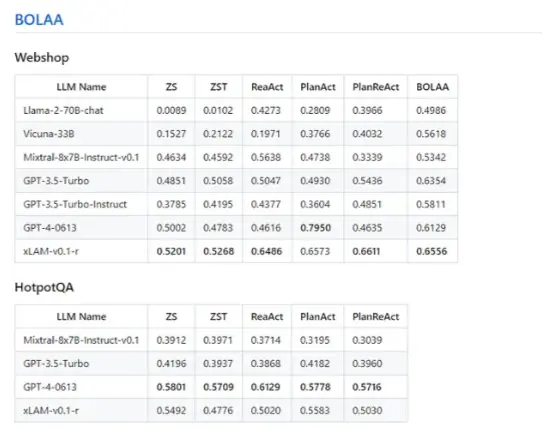 BOLAA
Webshop
LLM Name ZS ZST ReaAct PlanAct PlanReAct BOLAA
Llama-2-70B-chat 0.0089 0.0102 0.4273 0.2809 0.3966 0.4986
Vicuna-33B 0.1527 0.2122 0.1971 0.3766 0.4032 0.5618
Mixtral-8x7B-Instruct-v0.1 0.4634 0.4592 0.5638 0.4738 0.3339 0.5342
GPT-3.5-Turbo 0.4851 0.5058 0.5047 0.4930 0.5436 0.6354
GPT-3.5-Turbo-Instruct 0.3785 0.4195 0.4377 0.3604 0.4851 0.5811
GPT-4-0613 0.5002 0.4783 0.4616 0.7950 0.4635 0.6129
xLAM-v0.1-r 0.5201 0.5268 0.6486 0.6573 0.6611 0.6556
HotpotQA
LLM Name ZS ZST ReaAct PlanAct PlanReAct
Mixtral-8x7B-Instruct-v0.1 0.3912 0.3971 0.3714 0.3195 0.3039
GPT-3.5-Turbo 0.4196 0.3937 0.3868 0.4182 0.3960
GPT-4-0613 0.5801 0.5709 0.6129 0.5778 0.5716
xLAM-v0.1-r 0.5492 0.4776 0.5020 0.5583 0.5030